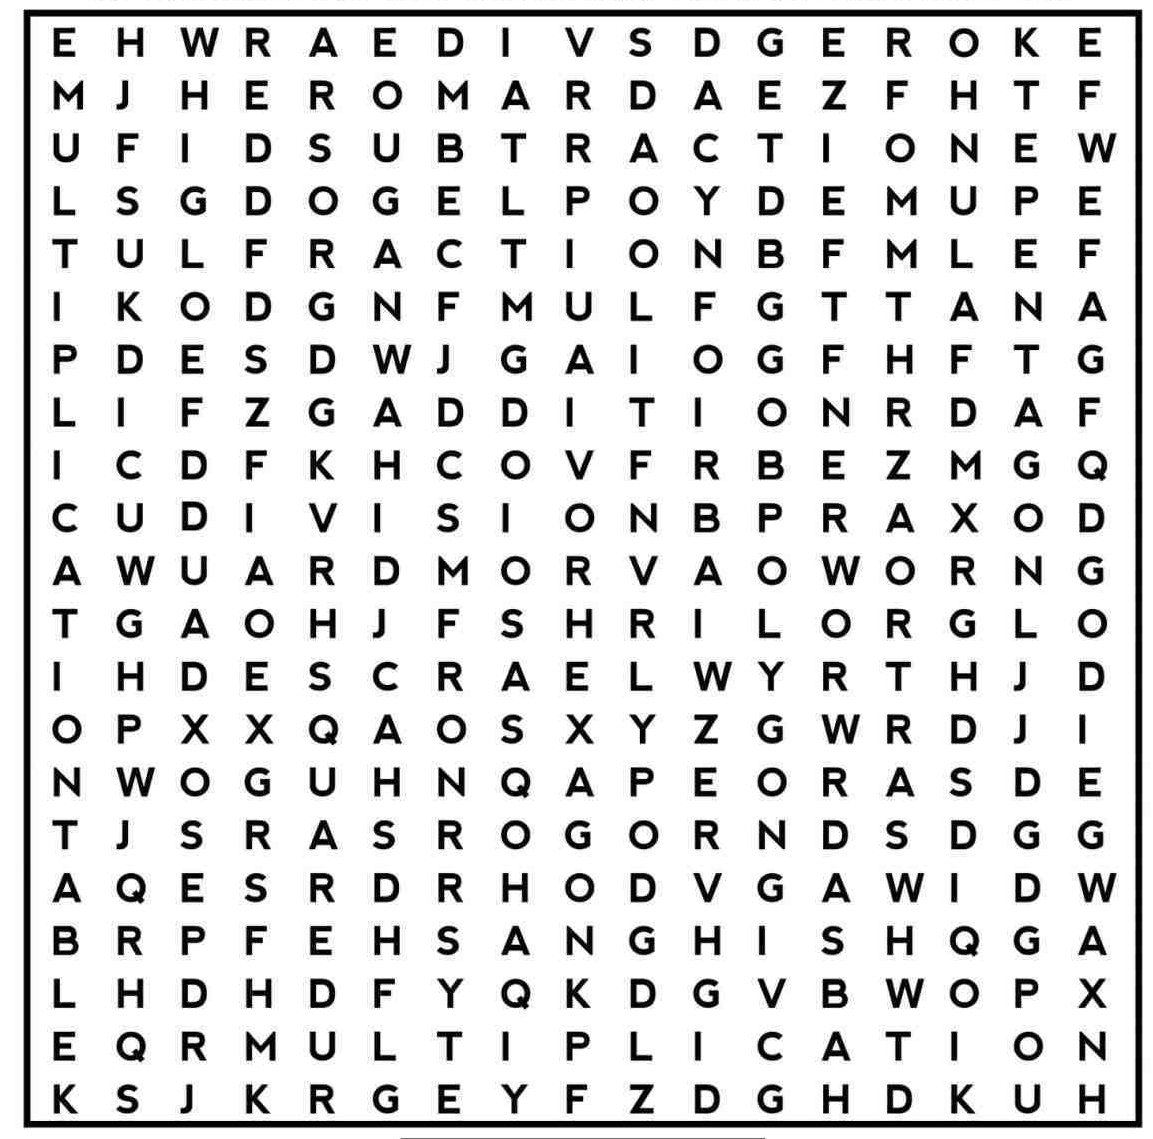 E H W R A E D I V S D G E R O K E
M J H E R O M A R D A E Z F H T F
U F I D S U B T R A C T I O N E W
L S G D O G E L P O Y D E M U P E
T U L F R A C T I O N B F M L E F
I K O D G N F M U L F G T T A N A
P D E S D W J G A I O G F H F T G
L I F Z G A D D I T I O N R D A F
I C D F K H C O V F R B E Z M G Q
C U D I V I S I O N B P R A X O D
A W U A R D M O R V A O W O R N G
T G A O H J F S H R I L O R G L O
I H D E S C R A E L W Y R T H J D
O P X X Q A O S X Y Z G W R D J I
N W O G U H N Q A P E O R A S D E
T J S R A S R O G O R N D S D G G
A Q E S R D R H O D V G A W I D W
B R P F E H S A N G H I S H Q G A
L H D H D F Y Q K D G V B W O P X
E Q R M U L T I P L I C A T I O N
K S J K R G E Y F Z D G H D K U H